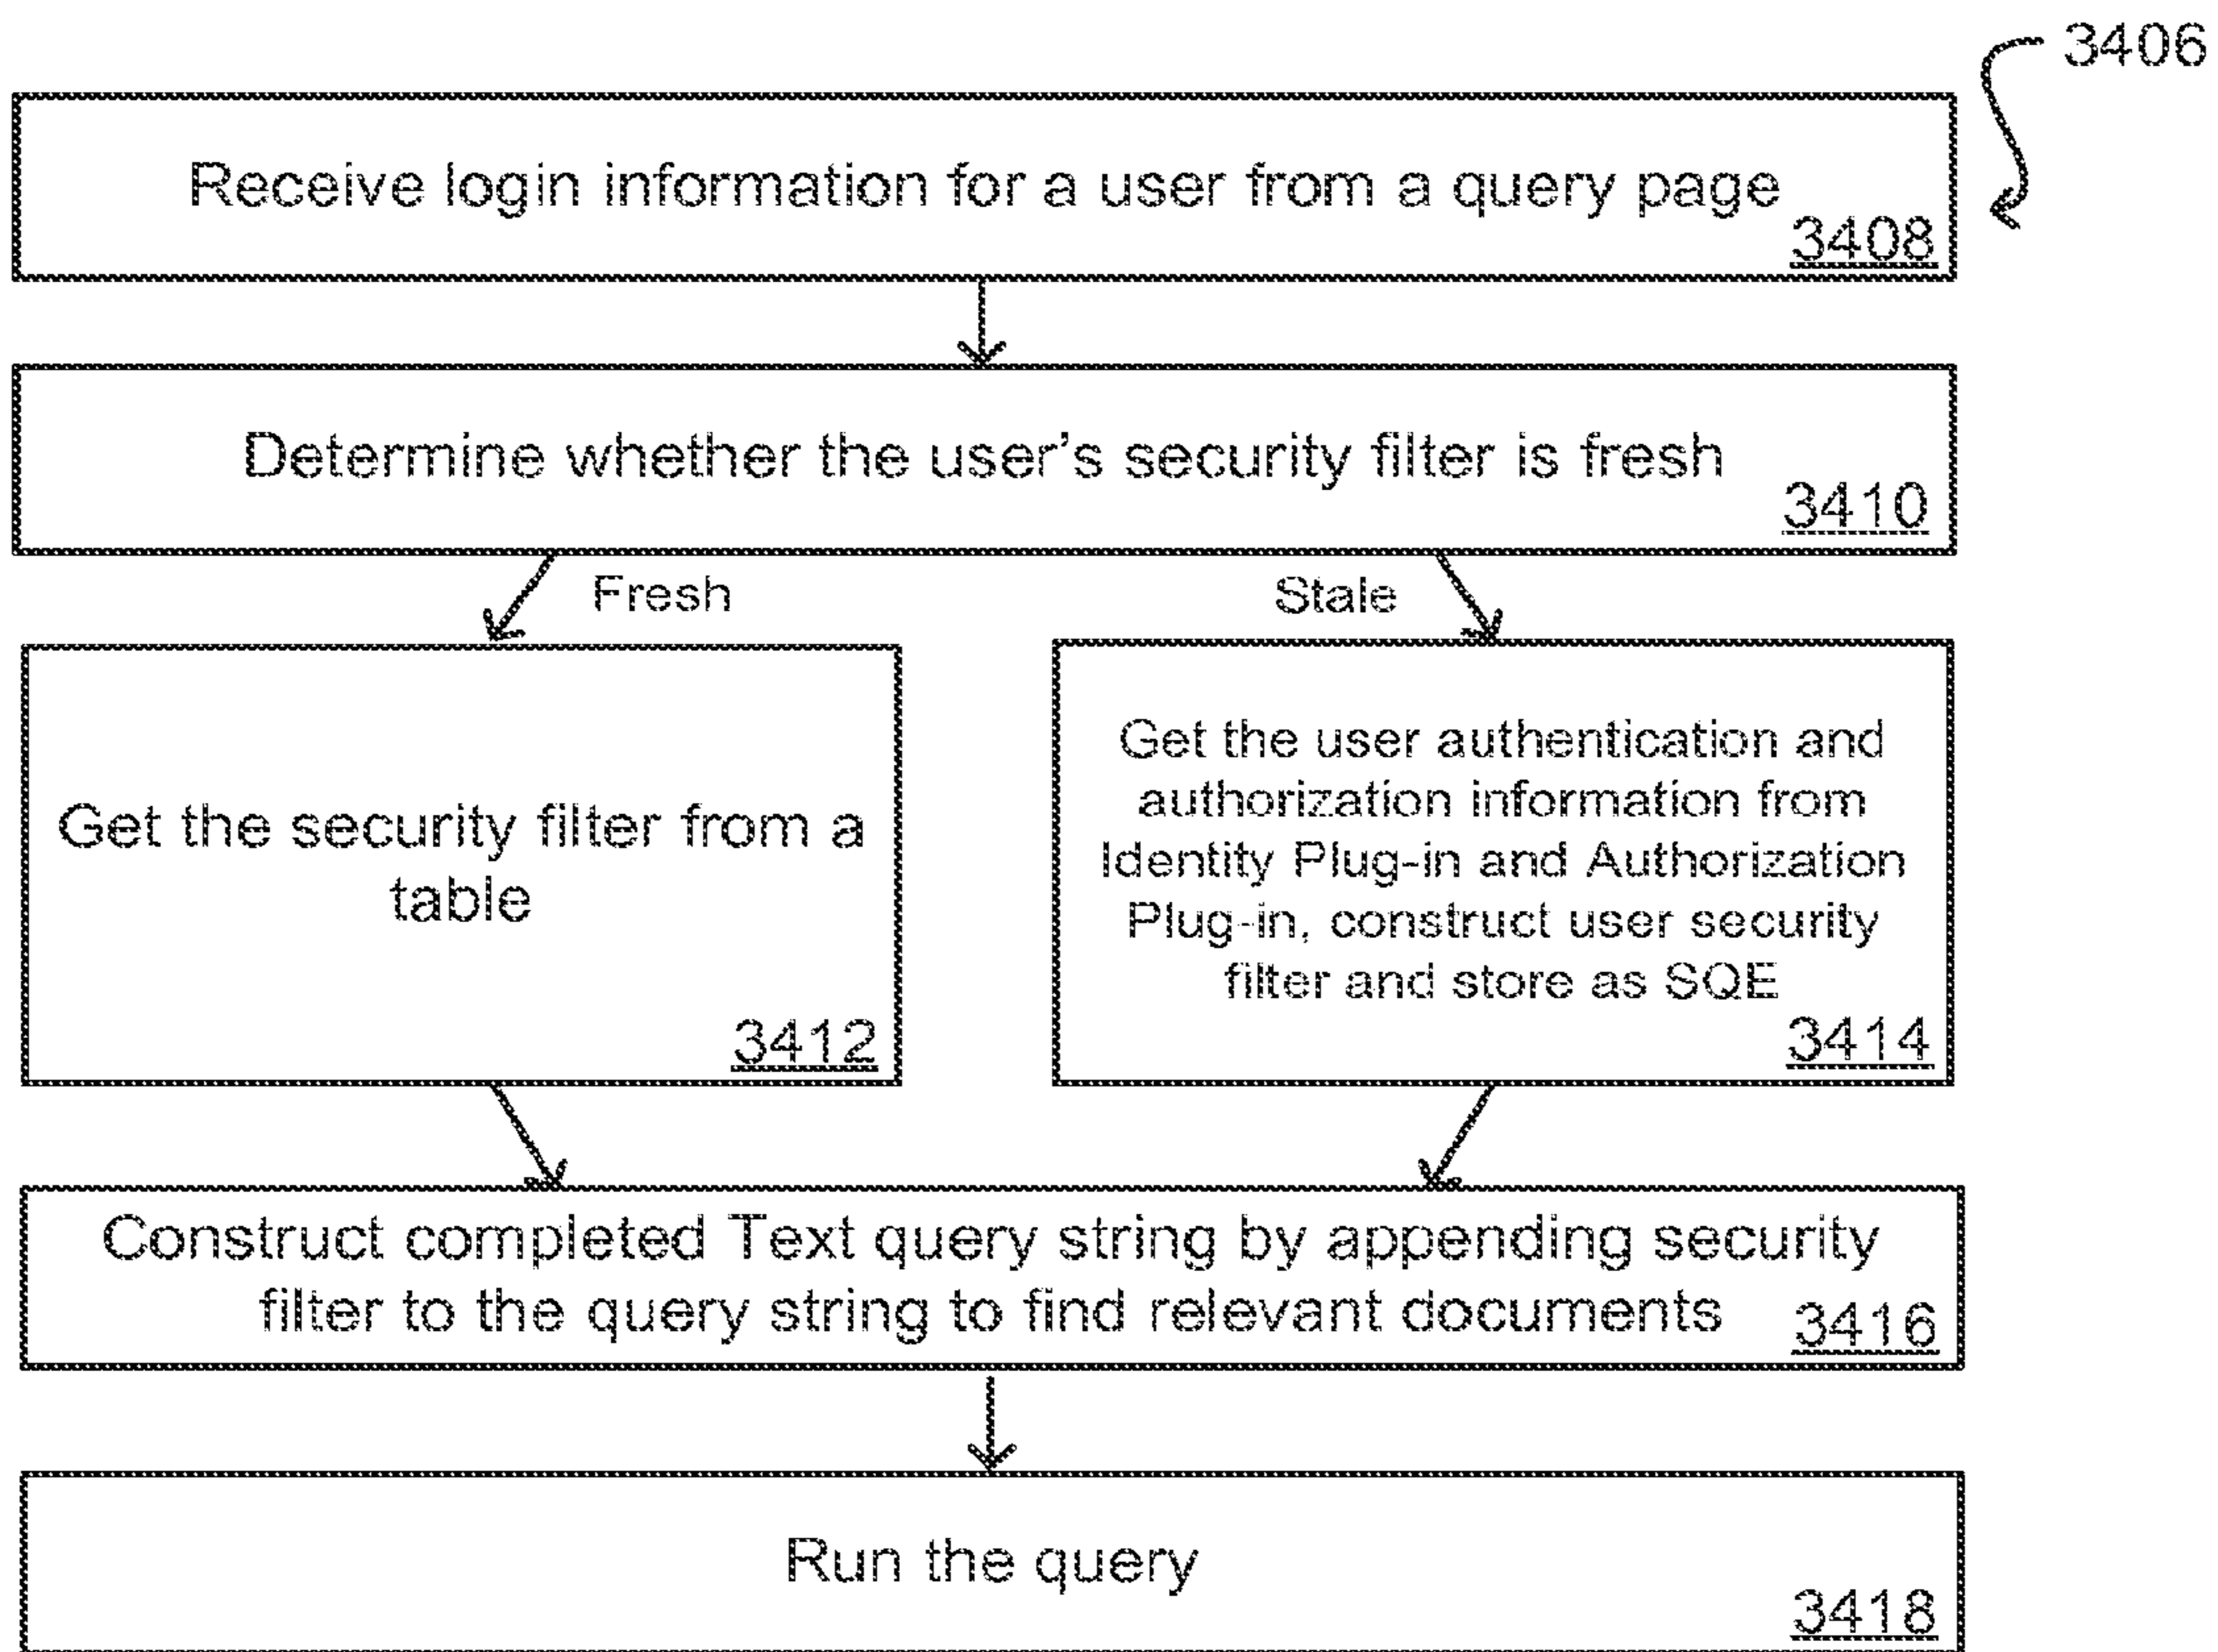 3406
Receive login information for a user from a query page
3408
Determine whether the user's security filter is fresh
3410
Fresh
Stale
Get the security filter from a
table
3412
Get the user authentication and
authorization information from
Identity Plug-in and Authorization
Plug-in, construct user security
filter and store as SQE
3414
Construct completed Text query string by appending security
filter to the query string to find relevant documents
3416
Run the query
3418